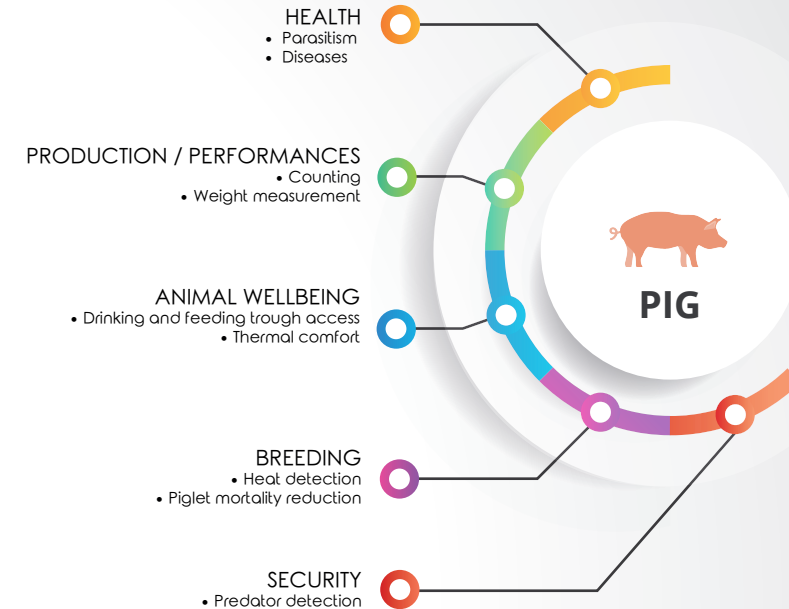 HEALTH
• Parasitism
• Diseases
PRODUCTION / PERFORMANCES
• Counting
• Weight measurement
ANIMAL WELLBEING
• Drinking and feeding trough access
• Thermal comfort
PIG
BREEDING
• Heat detection
• Piglet mortality reduction
SECURITY
• Predator detection